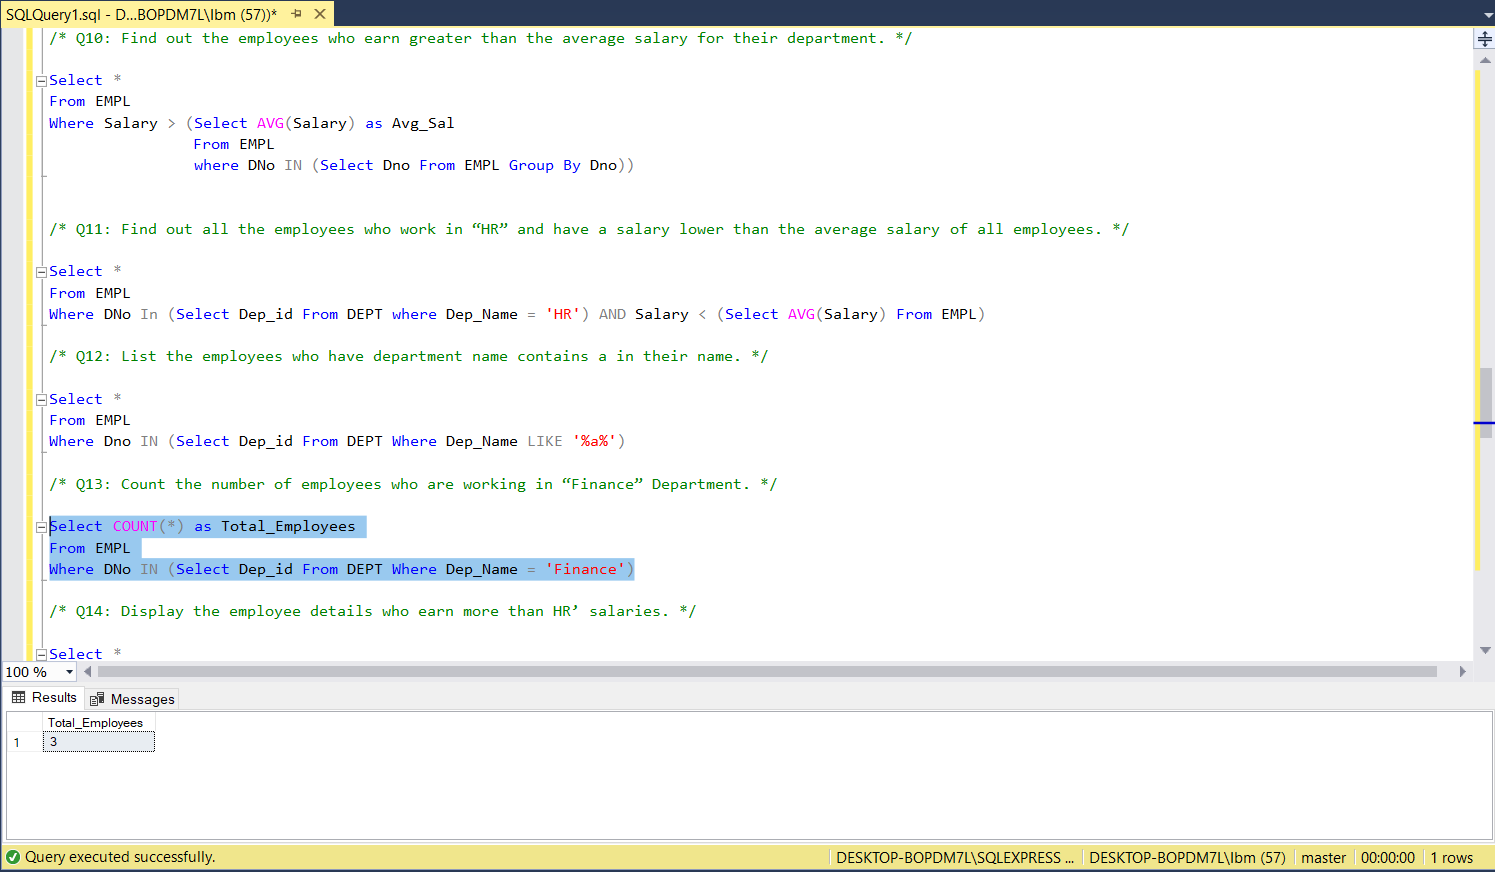 SQLQuery1.sql - D...BOPDM7L\Ibm (57))*
/* Q10: Find out the employees who earn greater than the average salary for their department. */
Select *
From EMPL
Where Salary > (Select AVG(Salary) as Avg_Sal
From EMPL
where DNo IN (Select Dno From EMPL Group By Dno))
/* Q11: Find out all the employees who work in “HR” and have a salary lower than the average salary of all employees. */
Select *
From EMPL
Where DNo In (Select Dep_id From DEPT where Dep_Name = 'HR') AND Salary < (Select AVG(Salary) From EMPL)
/* Q12: List the employees who have department name contains a in their name. */
Select *
From EMPL
Where Dno IN (Select Dep_id From DEPT Where Dep_Name LIKE '%a%')
/* Q13: Count the number of employees who are working in “Finance” Department. */
Select COUNT(*) as Total_Employees
From EMPL
Where DNo IN (Select Dep_id From DEPT Where Dep_Name = 'Finance')
/* Q14: Display the employee details who earn more than HR’ salaries. */
Select *
100 %
Results Messages
Total_Employees
1 3
Query executed successfully. DESKTOP-BOPDM7L\SQLEXPRESS ... DESKTOP-BOPDM7L\Ibm (57) master 00:00:00 1 rows